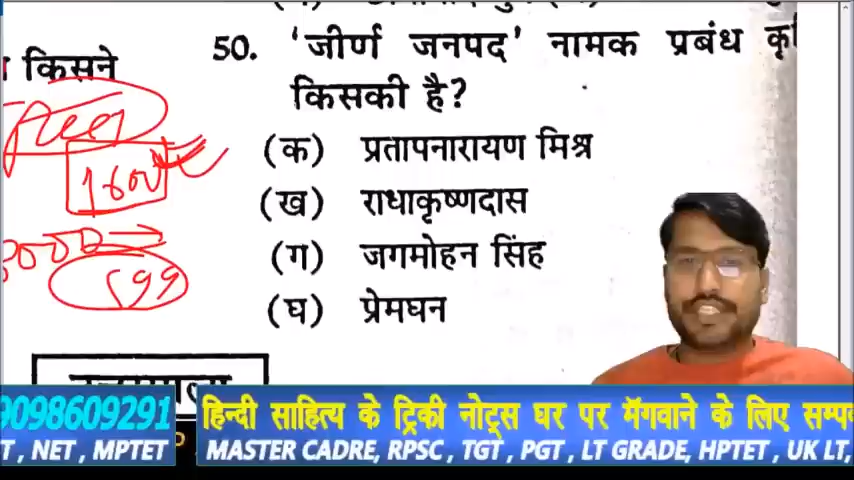 50. 'जीर्ण जनपद' नामक प्रबंध
किसने
किसकी है?
(क) प्रतापनारायण मिश्र
1600
(ख) राधाकृष्णदास
(ग) जगमोहन सिंह
599
(घ) प्रेमघन
9098609291 हिन्दी साहित्य के ट्रिकी नोट्स घर पर मॅगवाने के लिए
T , NET , MPTET MASTER CADRE, RPSC , TGT , PGT , LT GRADE, HPTET , UK LT,